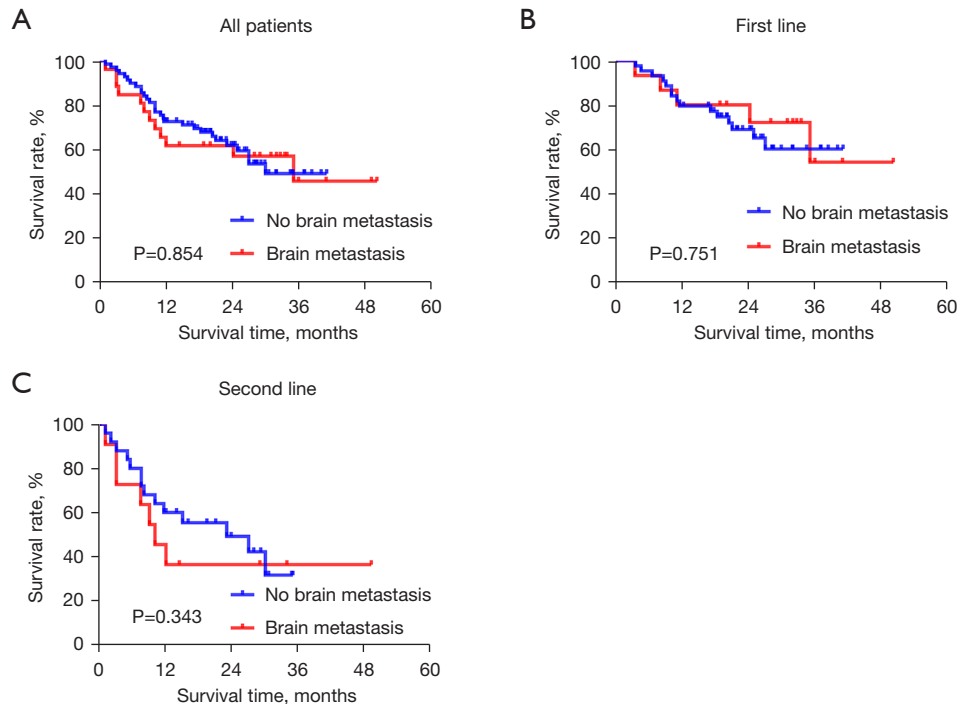 A
All patients
100
80
60
40
20
0
Survival rate, %
No brain metastasis
Brain metastasis
P=0.854
0 12 24 36 48 60
Survival time, months
B
First line
100
80
60
40
20
0
Survival rate, %
No brain metastasis
Brain metastasis
P=0.751
0 12 24 36 48 60
Survival time, months
C
Second line
100
80
60
40
20
0
Survival rate, %
No brain metastasis
Brain metastasis
P=0.343
0 12 24 36 48 60
Survival time, months